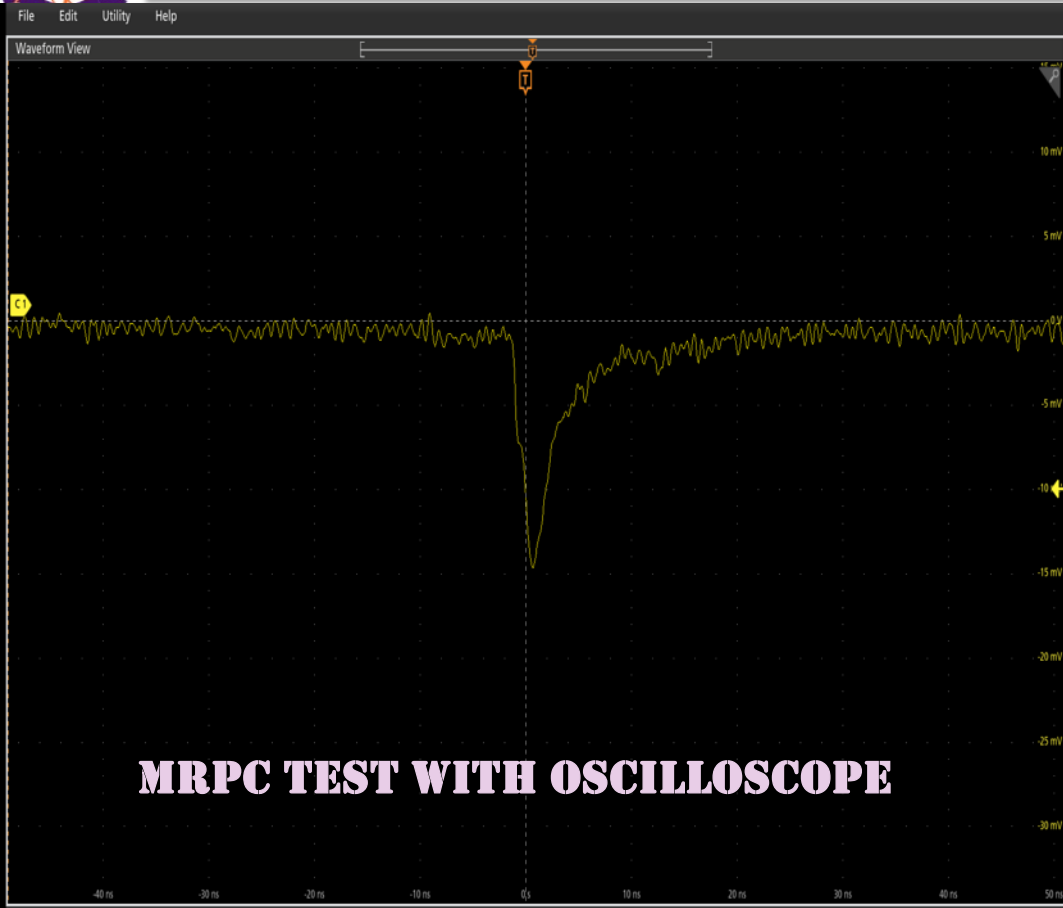 File Edit Utility Help
Waveform View
T
T
10 mV
5 mV
C1
0 V
-5 mV
-10
-15 mV
-20 mV
-25 mV
MRPC TEST WITH OSCILLOSCOPE
-30 mV
-40 ns -30 ns -20 ns -10 ns 0 s 10 ns 20 ns 30 ns 40 ns 50 ns